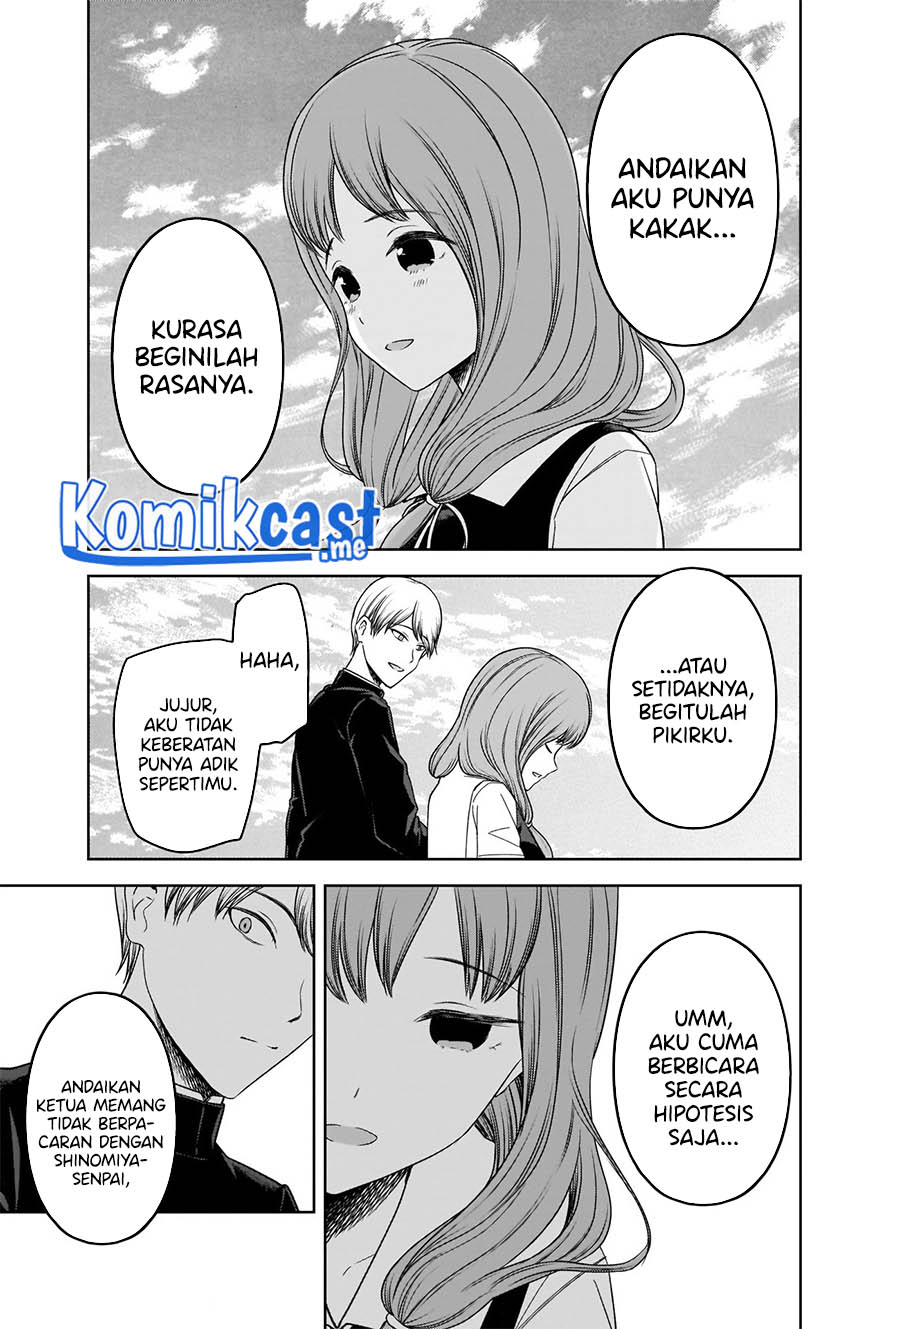 ANDAIKAN
AKU PUNYA
KAKAK...
KURASA
BEGINILAH
RASANYA.
Komikcast
.me
...ATAU
SETIDAKNYA,
BEGITULAH
PIKIRKU.
HAHA,
JUJUR,
AKU TIDAK
KEBERATAN
PUNYA ADIK
SEPERTIMU.
UMM,
AKU CUMA
BERBICARA
SECARA
HIPOTESIS
SAJA...
ANDAIKAN
KETUA MEMANG
TIDAK BERPA-
CARAN DENGAN
SHINOMIYA-
SENPAI,